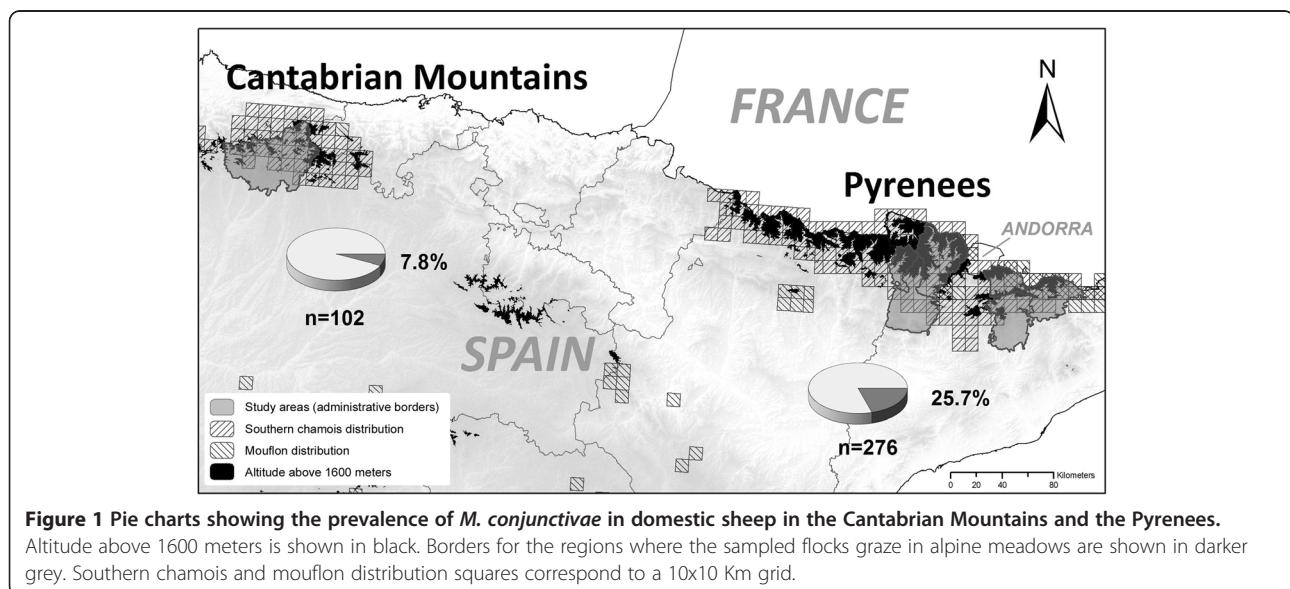 Cantabrian Mountains
N
FRANCE
Pyrenees
ANDORRA
7.8%
n=102
SPAIN
25.7%
n=276
Study areas (administrative borders)
Southern chamois distribution
Mouflon distribution
Altitude above 1600 meters
Kilometers
0 20 40 80
Figure 1 Pie charts showing the prevalence of M. conjunctivae in domestic sheep in the Cantabrian Mountains and the Pyrenees.
Altitude above 1600 meters is shown in black. Borders for the regions where the sampled flocks graze in alpine meadows are shown in darker
grey. Southern chamois and mouflon distribution squares correspond to a 10x10 Km grid.